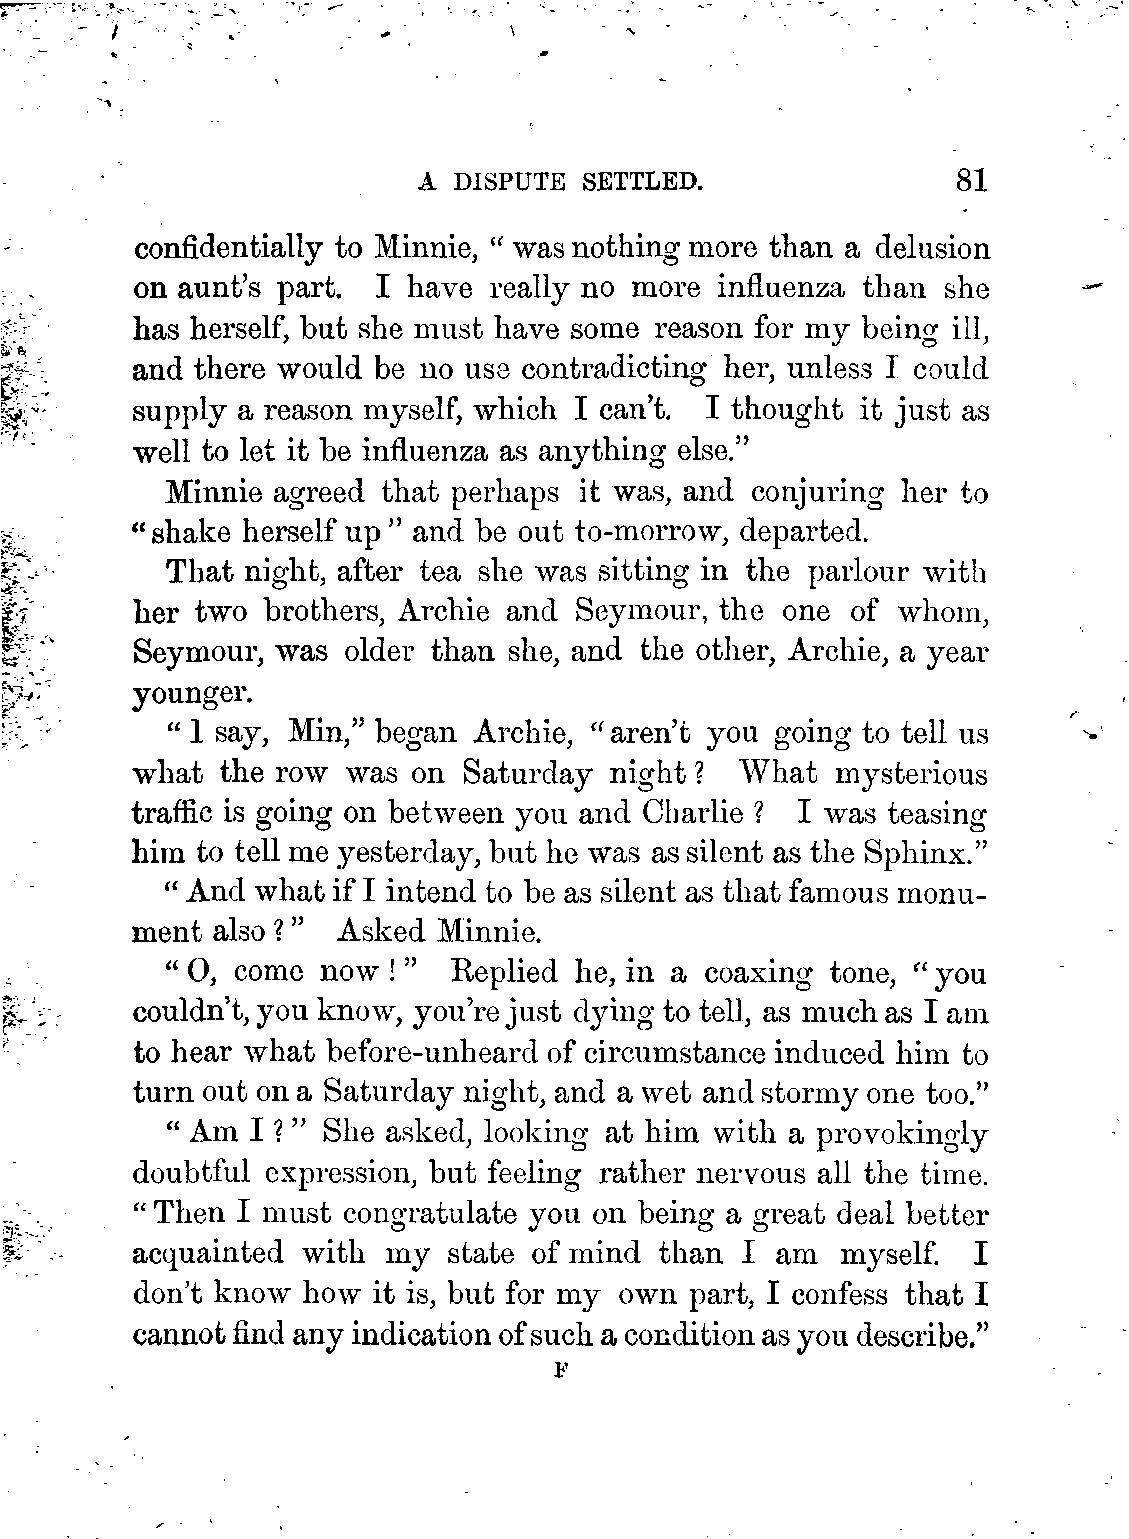 A DISPUTE SETTLED. 81
confidentially to Minnie, “ was nothing more than a delusion
on aunt’s part. I have really no more influenza than she
has herself, but she must have some reason for my being ill,
and there would be no use contradicting her, unless I could
supply a reason myself, which I can’t. I thought it just as
well to let it be influenza as anything else.”
Minnie agreed that perhaps it was, and conjuring her to
“ shake herself up ” and be out to-morrow, departed.
That night, after tea she was sitting in the parlour with
her two brothers, Archie and Seymour, the one of whom,
Seymour, was older than she, and the other, Archie, a year
younger.
“ I say, Min,” began Archie, “ aren’t you going to tell us
what the row was on Saturday night ? What mysterious
traffic is going on between you and Charlie ? I was teasing
him to tell me yesterday, but he was as silent as the Sphinx.”
“ And what if I intend to be as silent as that famous monu-
ment also ? ” Asked Minnie.
“ O, come now ! ” Replied he, in a coaxing tone, “ you
couldn’t, you know, you’re just dying to tell, as much as I am
to hear what before-unheard of circumstance induced him to
turn out on a Saturday night, and a wet and stormy one too.”
“ Am I ? ” She asked, looking at him with a provokingly
doubtful expression, but feeling rather nervous all the time.
“ Then I must congratulate you on being a great deal better
acquainted with my state of mind than I am myself. I
don’t know how it is, but for my own part, I confess that I
cannot find any indication of such a condition as you describe.”
F